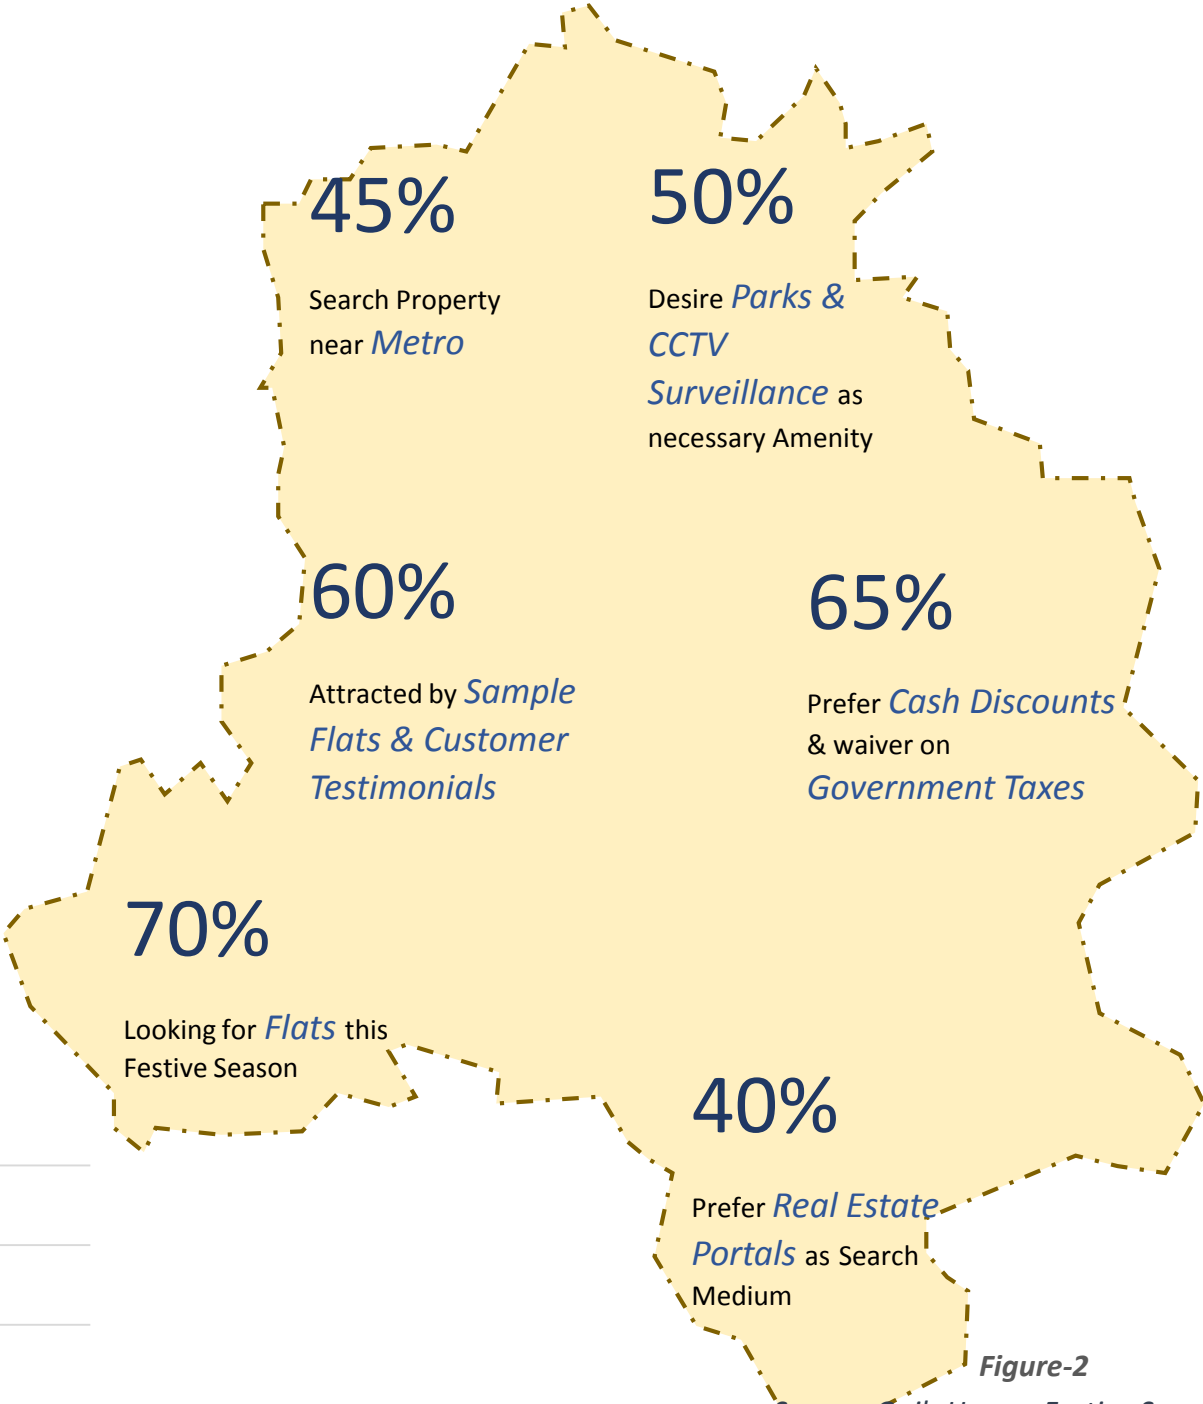 45%
Search Property
near Metro
50%
Desire Parks &
CCTV
Surveillance as
necessary Amenity
60%
Attracted by Sample
Flats & Customer
Testimonials
65%
Prefer Cash Discounts
& waiver on
Government Taxes
70%
Looking for Flats this
Festive Season
40%
Prefer Real Estate
Portals as Search
Medium
Figure-2